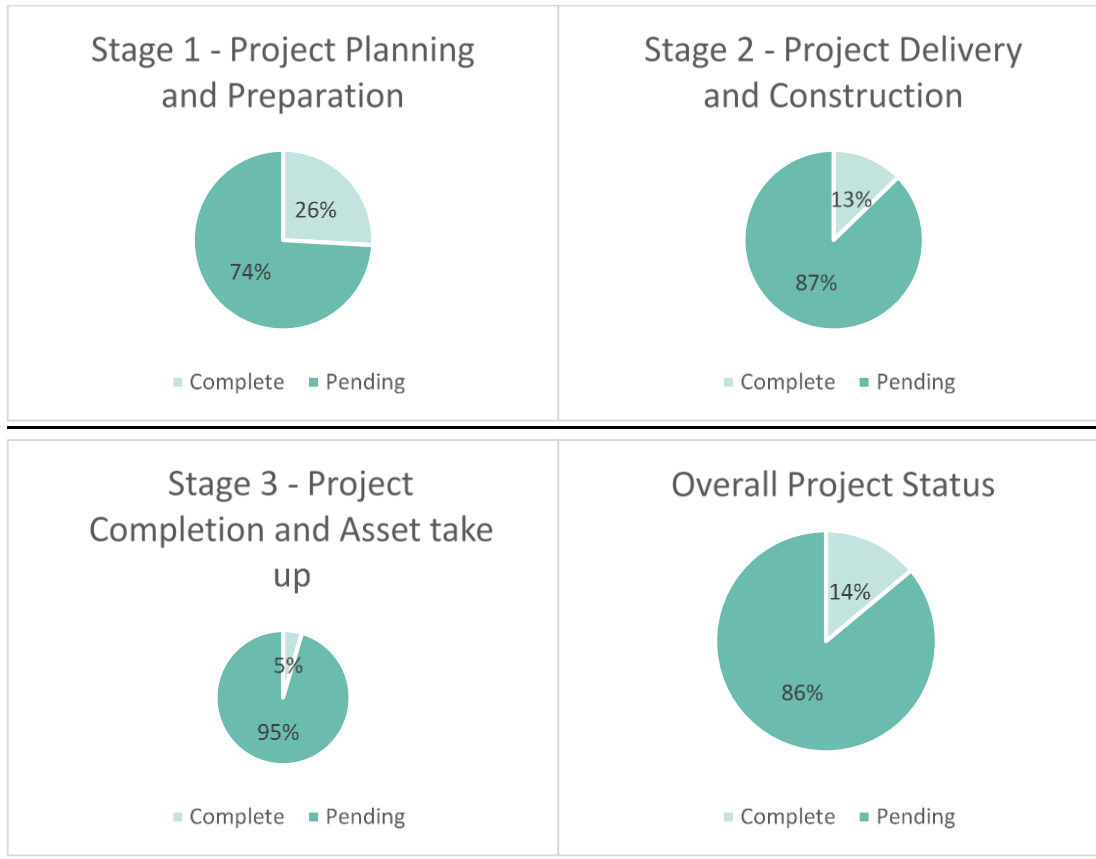 Stage 1 - Project Planning
and Preparation
26%
74%
Complete Pending
Stage 2 - Project Delivery
and Construction
13%
87%
Complete Pending
Stage 3 - Project
Completion and Asset take
up
5%
95%
Complete Pending
Overall Project Status
14%
86%
Complete Pending